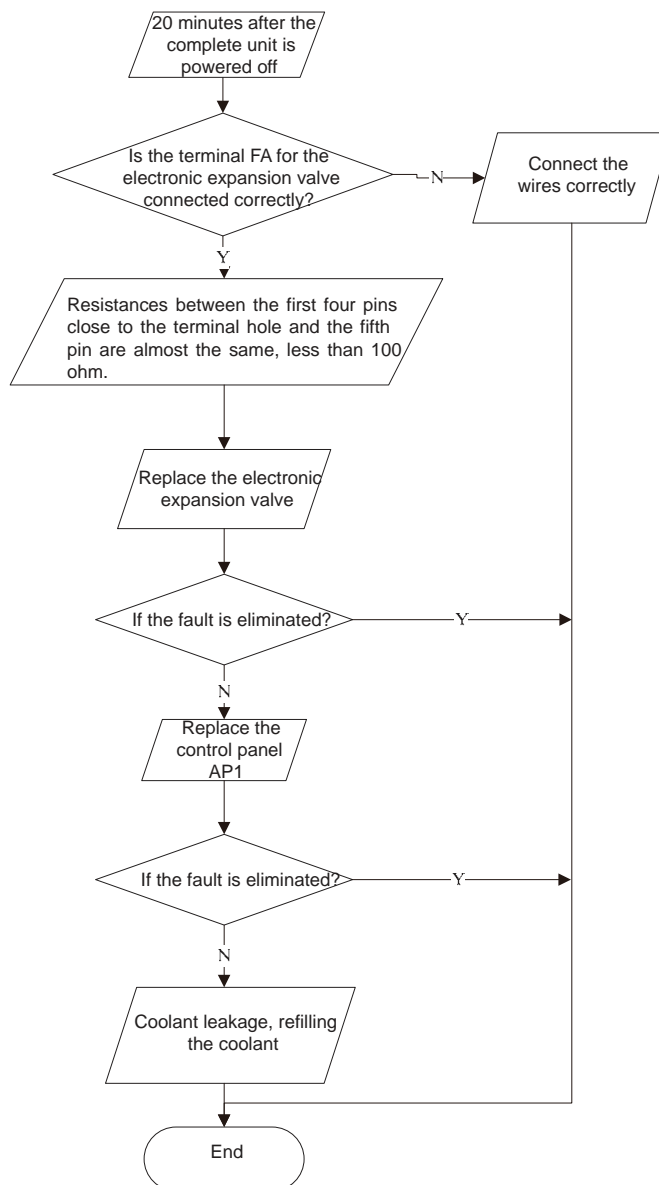 20 minutes after the
complete unit is
powered off
Is the terminal FA for the
electronic expansion valve
connected correctly?
N
Connect the
wires correctly
Y
Resistances between the first four pins
close to the terminal hole and the fifth
pin are almost the same, less than 100
ohm.
Replace the electronic
expansion valve
If the fault is eliminated?
Y
N
Replace the
control panel
AP1
If the fault is eliminated?
Y
N
Coolant leakage, refilling
the coolant
End